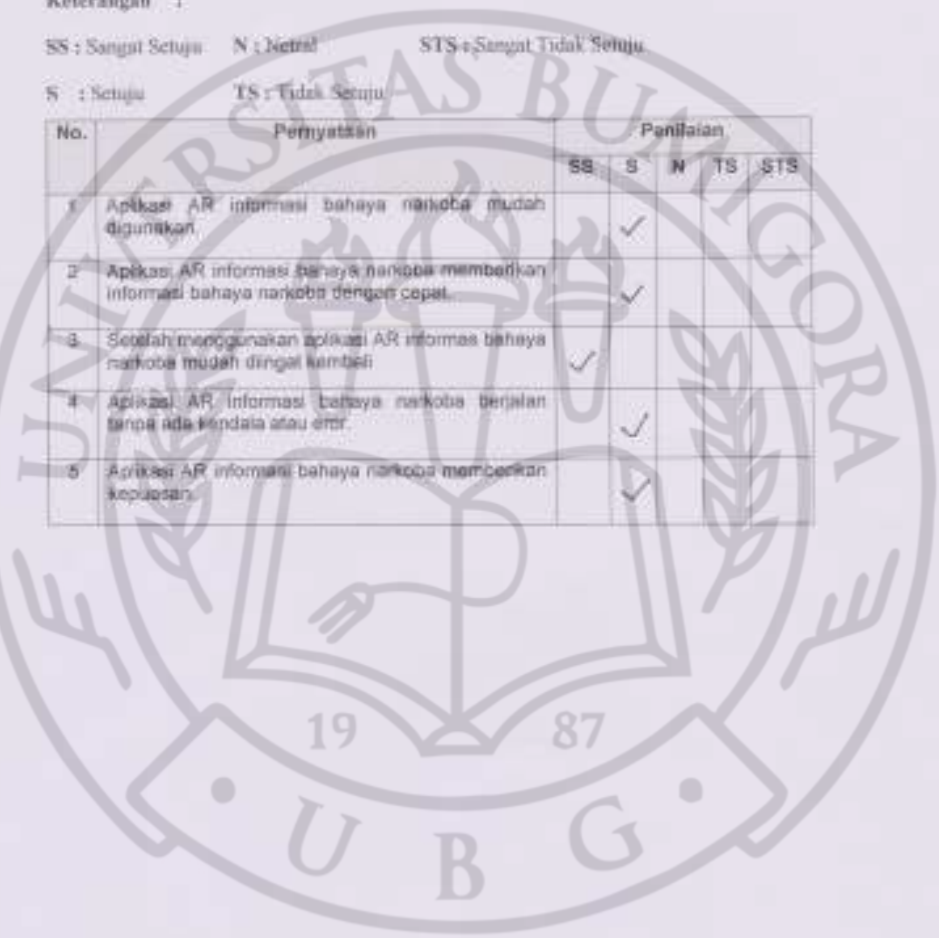 Keterangan :
SS : Sangat Setuju N : Netral STS : Sangat Tidak Setuju
S : Setuju TS : Tidak Setuju
No. Pernyataan Penilaian
SS S N TS STS
1 Aplikasi AR informasi bahaya narkoba mudah
digunakan.
2 Aplikasi AR informasi bahaya narkoba memberikan
informasi bahaya narkoba dengan cepat.
3 Setelah menggunakan aplikasi AR informas bahaya
narkoba mudah diingat kembali
4 Aplikasi AR informasi bahaya narkoba berjalan
tanpa ada kendala atau eror.
5 Aplikasi AR informasi bahaya narkoba memberikan
kepuasan.
UNIVERSITAS BUMIGORA
19 87
U B G